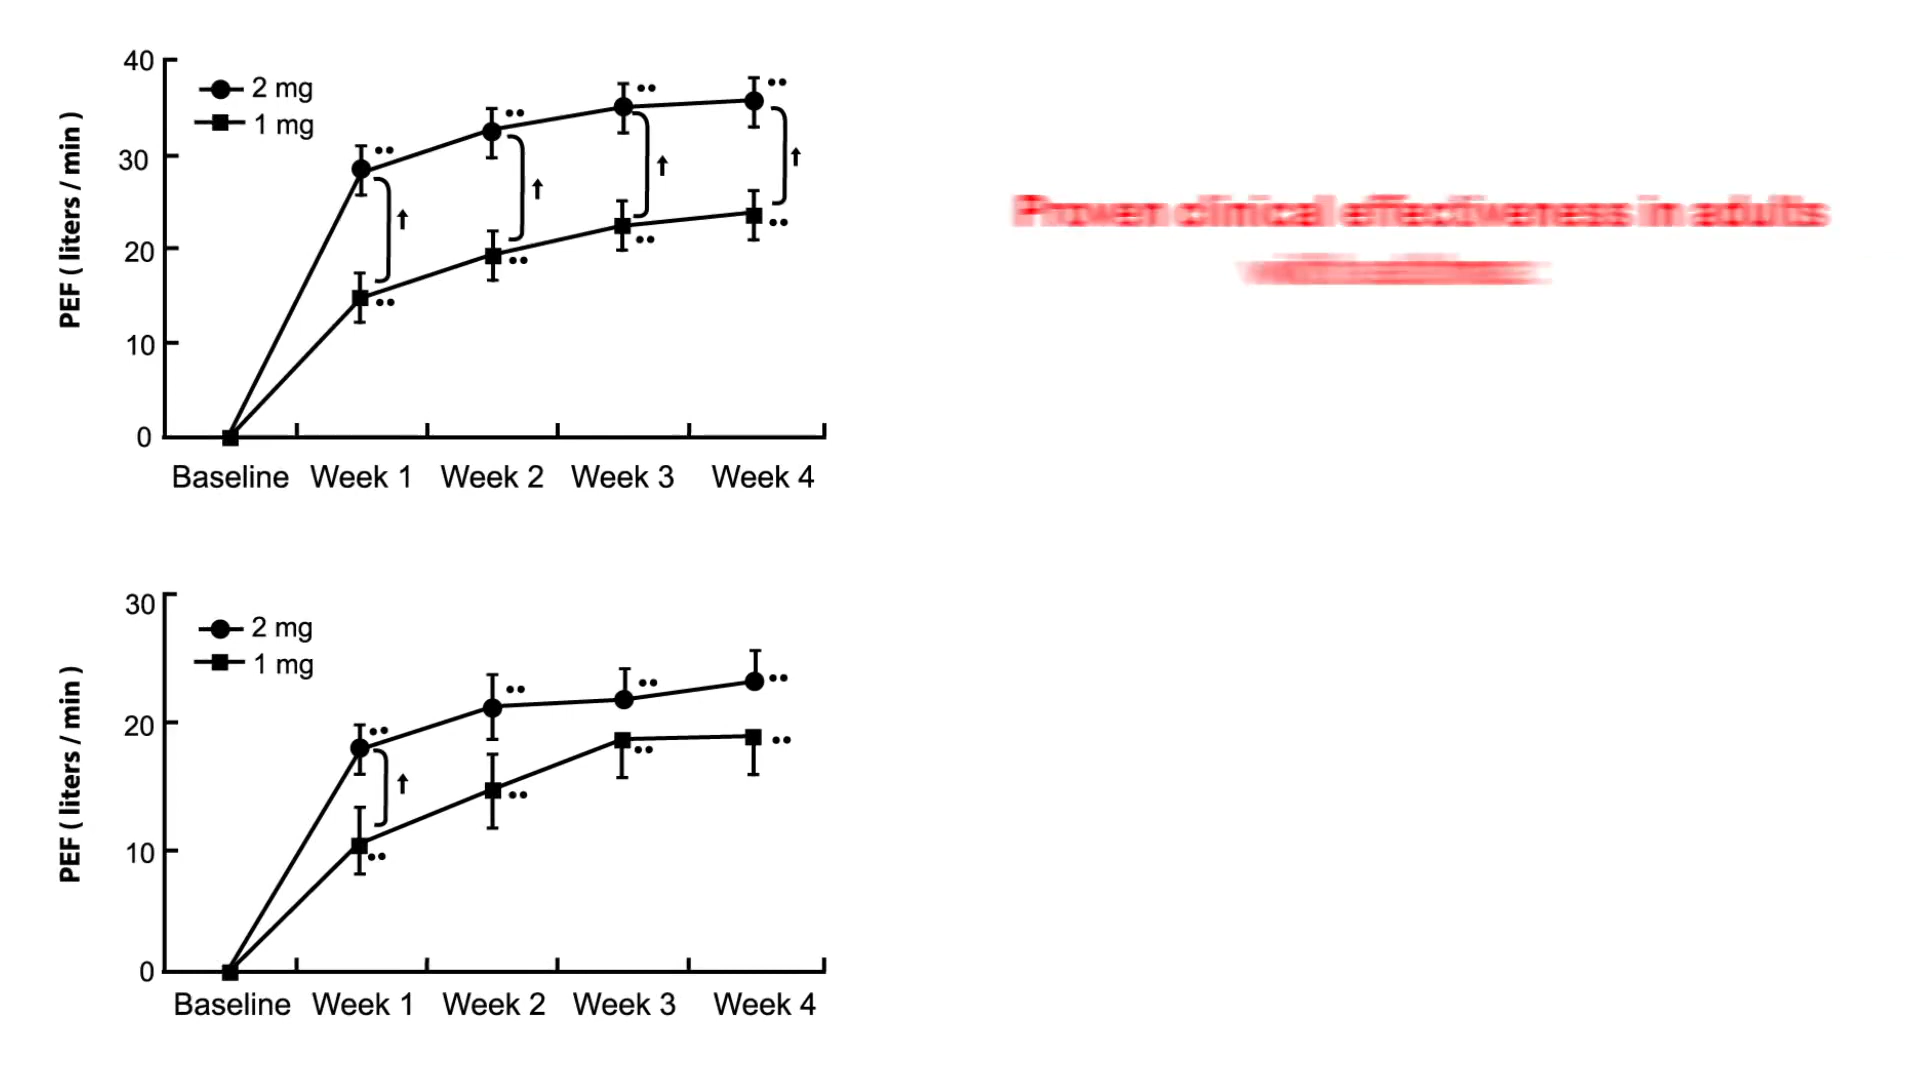 40
2 mg
1 mg
30
20
10
0
PEF ( liters / min )
Baseline Week 1 Week 2 Week 3 Week 4
Proven clinical effectiveness in adults
30
2 mg
1 mg
20
10
0
PEF ( liters / min )
Baseline Week 1 Week 2 Week 3 Week 4